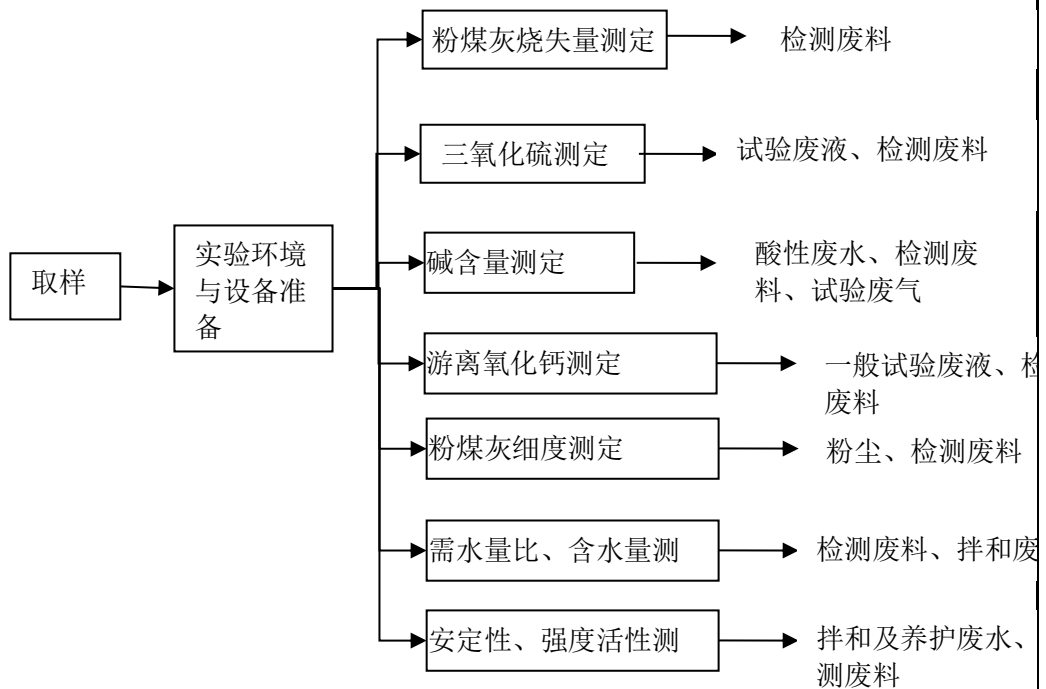 粉煤灰烧失量测定
检测废料
三氧化硫测定
试验废液、检测废料
取样
实验环境
与设备准
备
碱含量测定
酸性废水、检测废
料、试验废气
游离氧化钙测定
一般试验废液、检
废料
粉煤灰细度测定
粉尘、检测废料
需水量比、含水量测
检测废料、拌和废
安定性、强度活性测
拌和及养护废水、
测废料